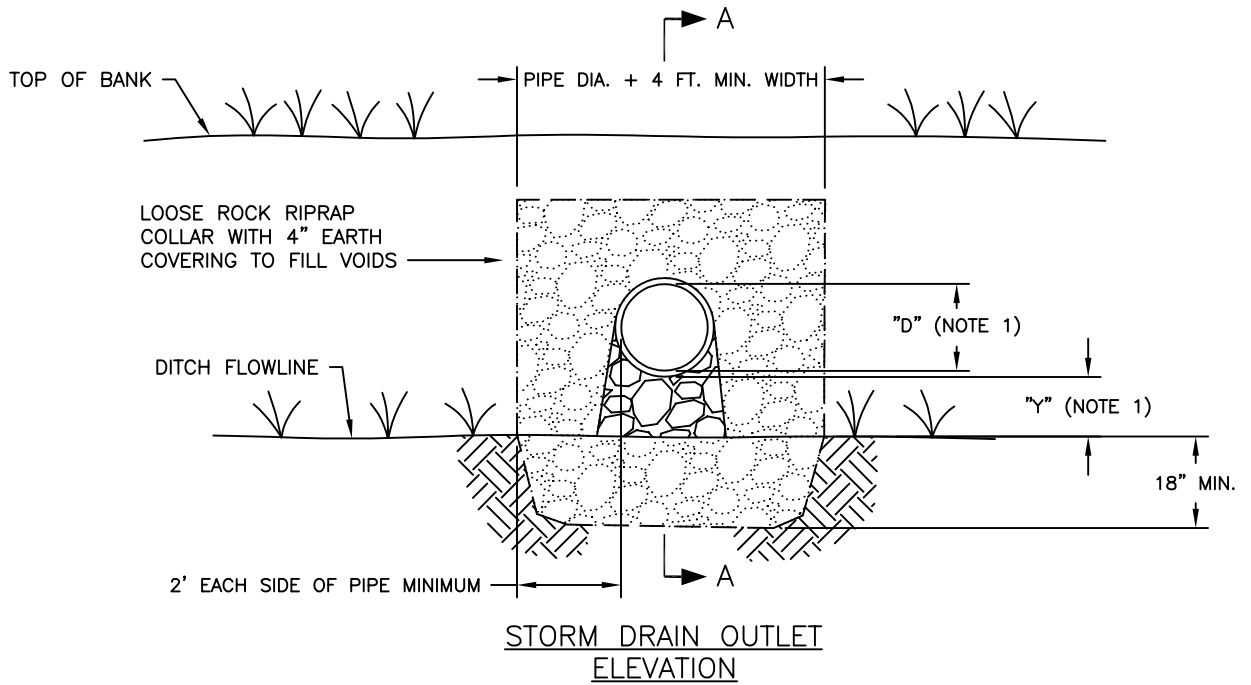 A
TOP OF BANK
PIPE DIA. + 4 FT. MIN. WIDTH
LOOSE ROCK RIPRAP
COLLAR WITH 4" EARTH
COVERING TO FILL VOIDS
"D" (NOTE 1)
DITCH FLOWLINE
"Y" (NOTE 1)
18" MIN.
2' EACH SIDE OF PIPE MINIMUM
A
STORM DRAIN OUTLET
ELEVATION